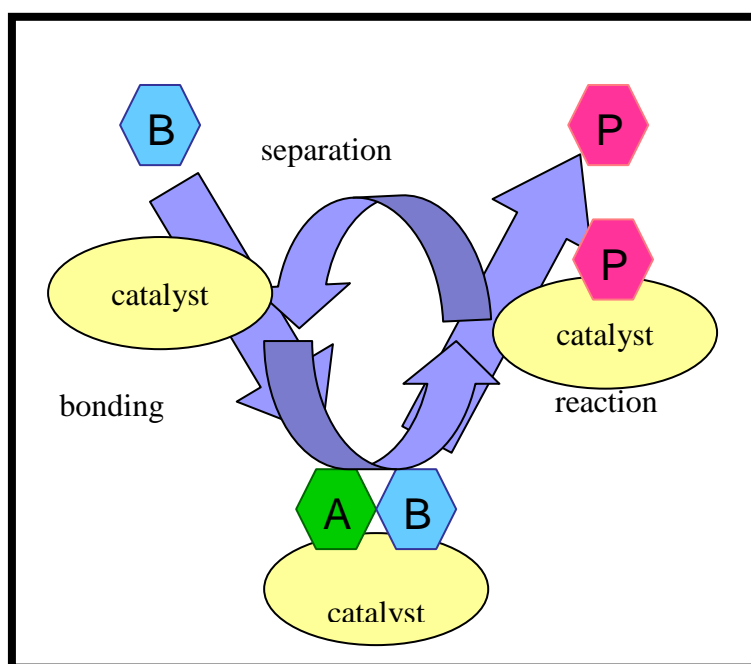 B
P
separation
P
catalyst
catalyst
bonding
reaction
A B
catalyst